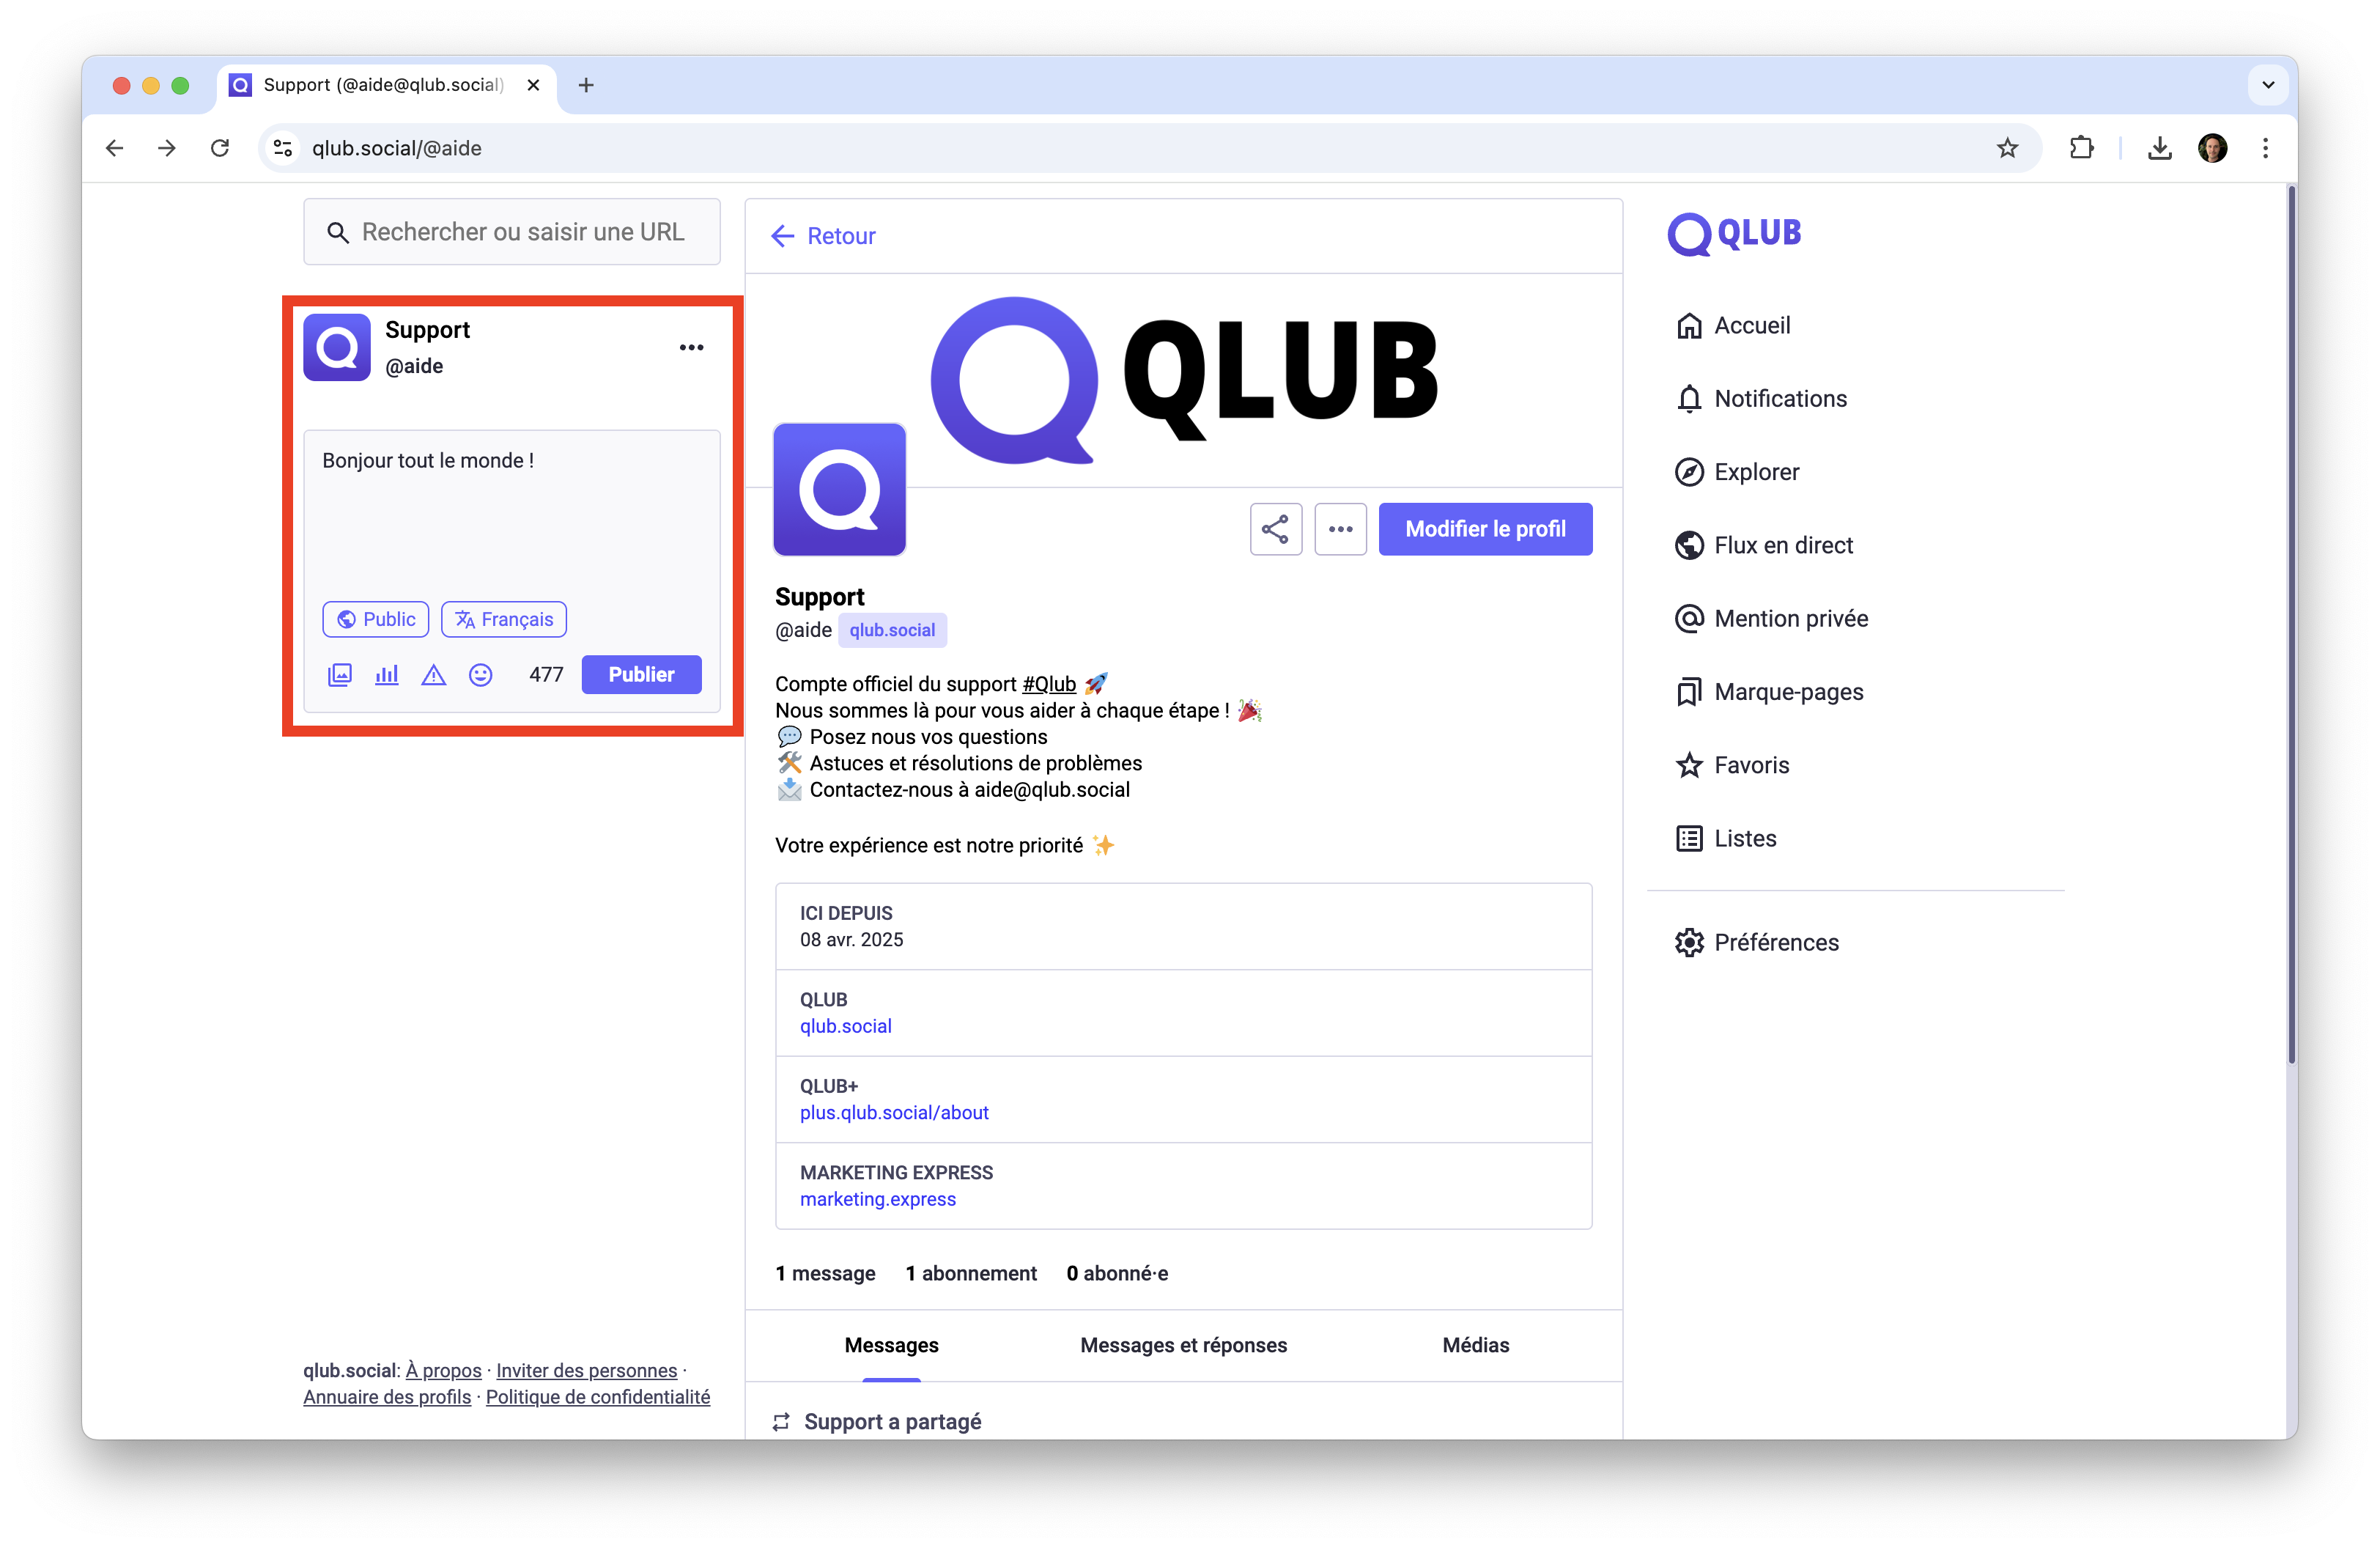 Support (@aide@qlub.social)
qlub.social/@aide
Rechercher ou saisir une URL
Support
@aide
Bonjour tout le monde !
Public
Français
477
Publier
Retour
QLUB
Modifier le profil
Support
@aide qlub.social
Compte officiel du support #Qlub 🚀
Nous sommes là pour vous aider à chaque étape ! 🎉
💬 Posez nous vos questions
🛠️ Astuces et résolutions de problèmes
📩 Contactez-nous à aide@qlub.social
Votre expérience est notre priorité ✨
ICI DEPUIS
08 avr. 2025
QLUB
qlub.social
QLUB+
plus.qlub.social/about
MARKETING EXPRESS
marketing.express
1 message 1 abonnement 0 abonné·e
Messages Messages et réponses Médias
Support a partagé
QLUB
Accueil
Notifications
Explorer
Flux en direct
Mention privée
Marque-pages
Favoris
Listes
Préférences
qlub.social: À propos · Inviter des personnes ·
Annuaire des profils · Politique de confidentialité